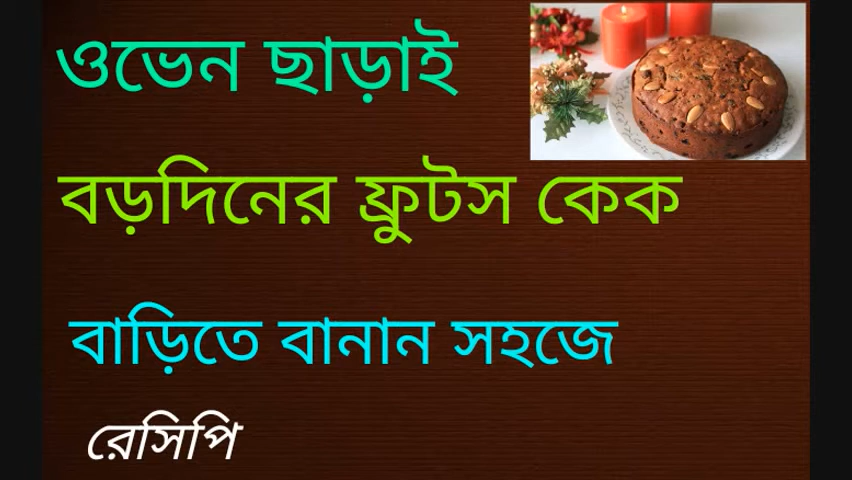 ওভেন ছাড়াই
বড়দিনের ফ্রুটস কেক
বাড়িতে বানান সহজে
রেসিপি